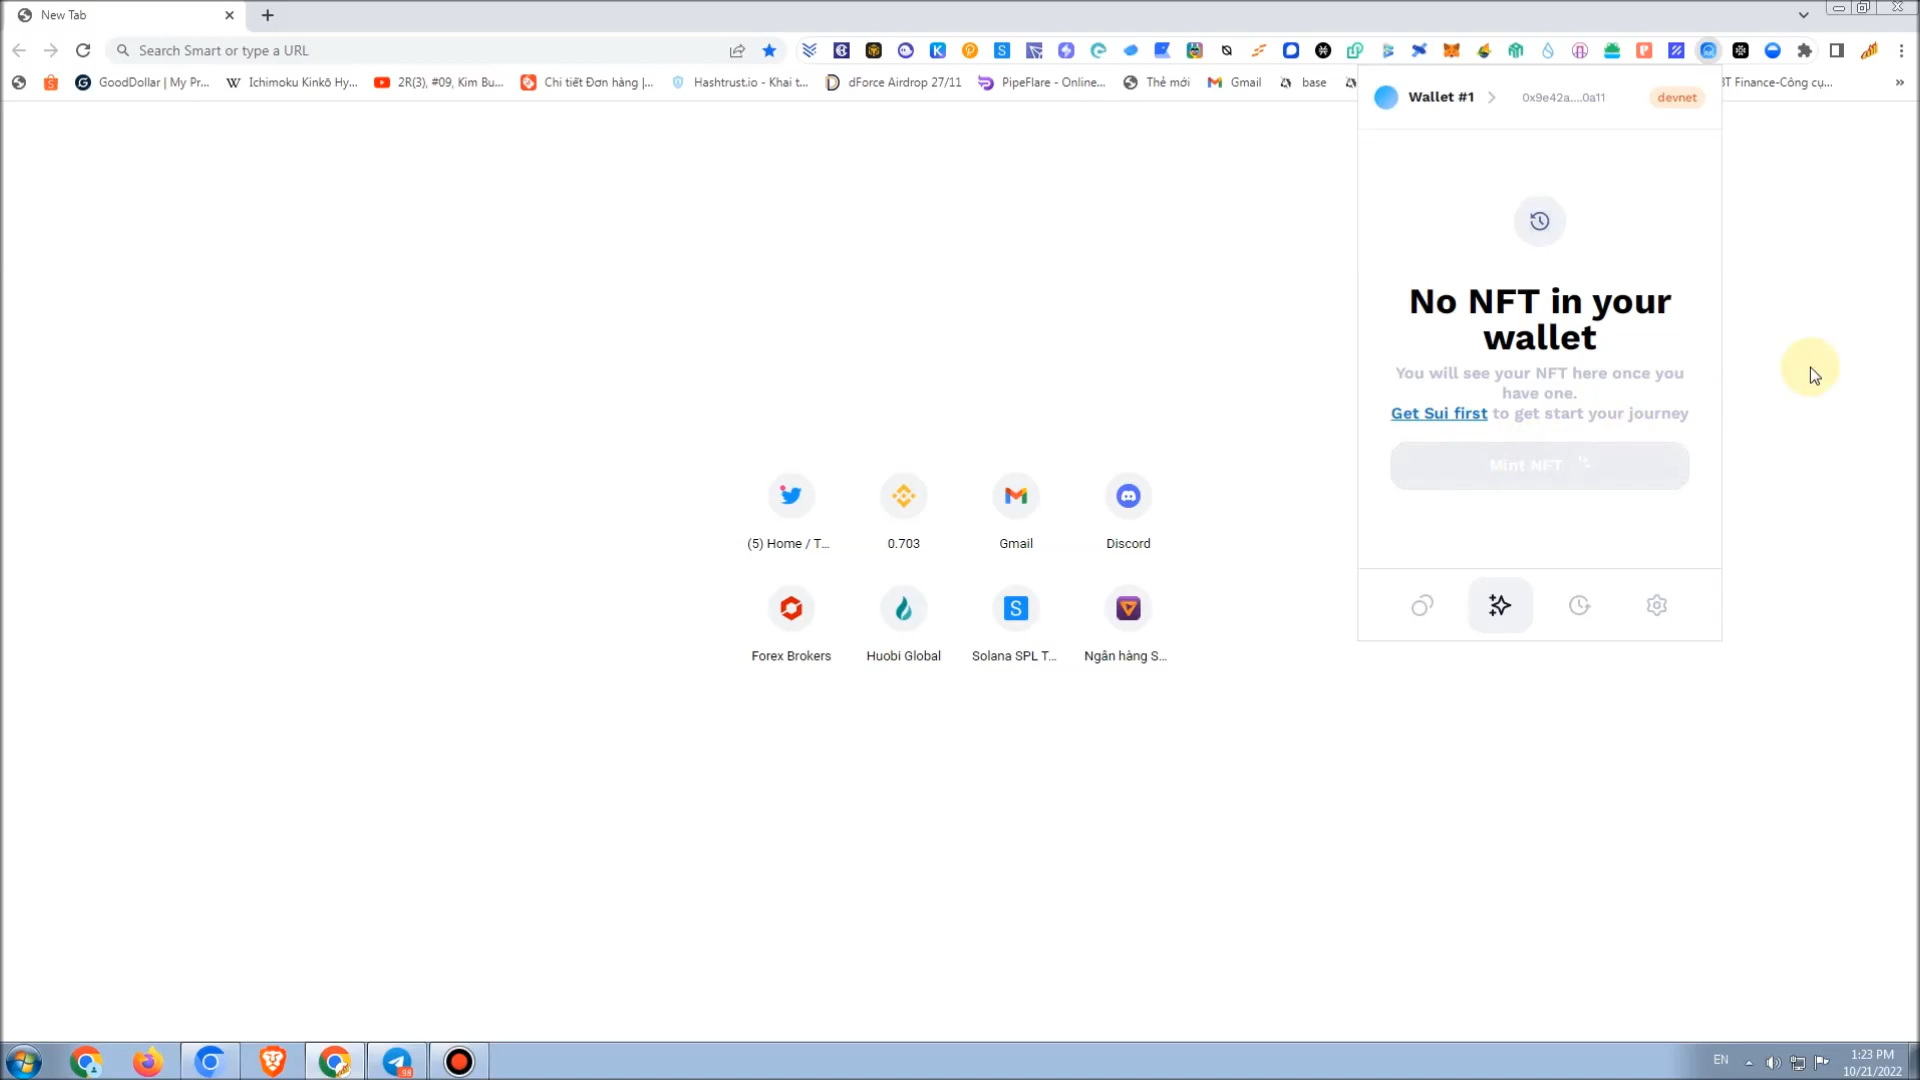 New Tab
Search Smart or type a URL
GoodDollar | My Pr...
Ichimoku Kinkō Hy...
2R(3), #09, Kim Bu...
Chi tiết Đơn hàng |...
Hashtrust.io - Khai t...
dForce Airdrop 27/11
PipeFlare - Online...
Thẻ mới
Gmail
base
3T Finance-Công cụ...
»
Wallet #1
0x9e42a....0a11
devnet
No NFT in your
wallet
You will see your NFT here once you
have one.
Get Sui first to get start your journey
Mint NFT
(5) Home / T...
0.703
Gmail
Discord
Forex Brokers
Huobi Global
Solana SPL T...
Ngân hàng S...
98
EN
1:23 PM
10/21/2022